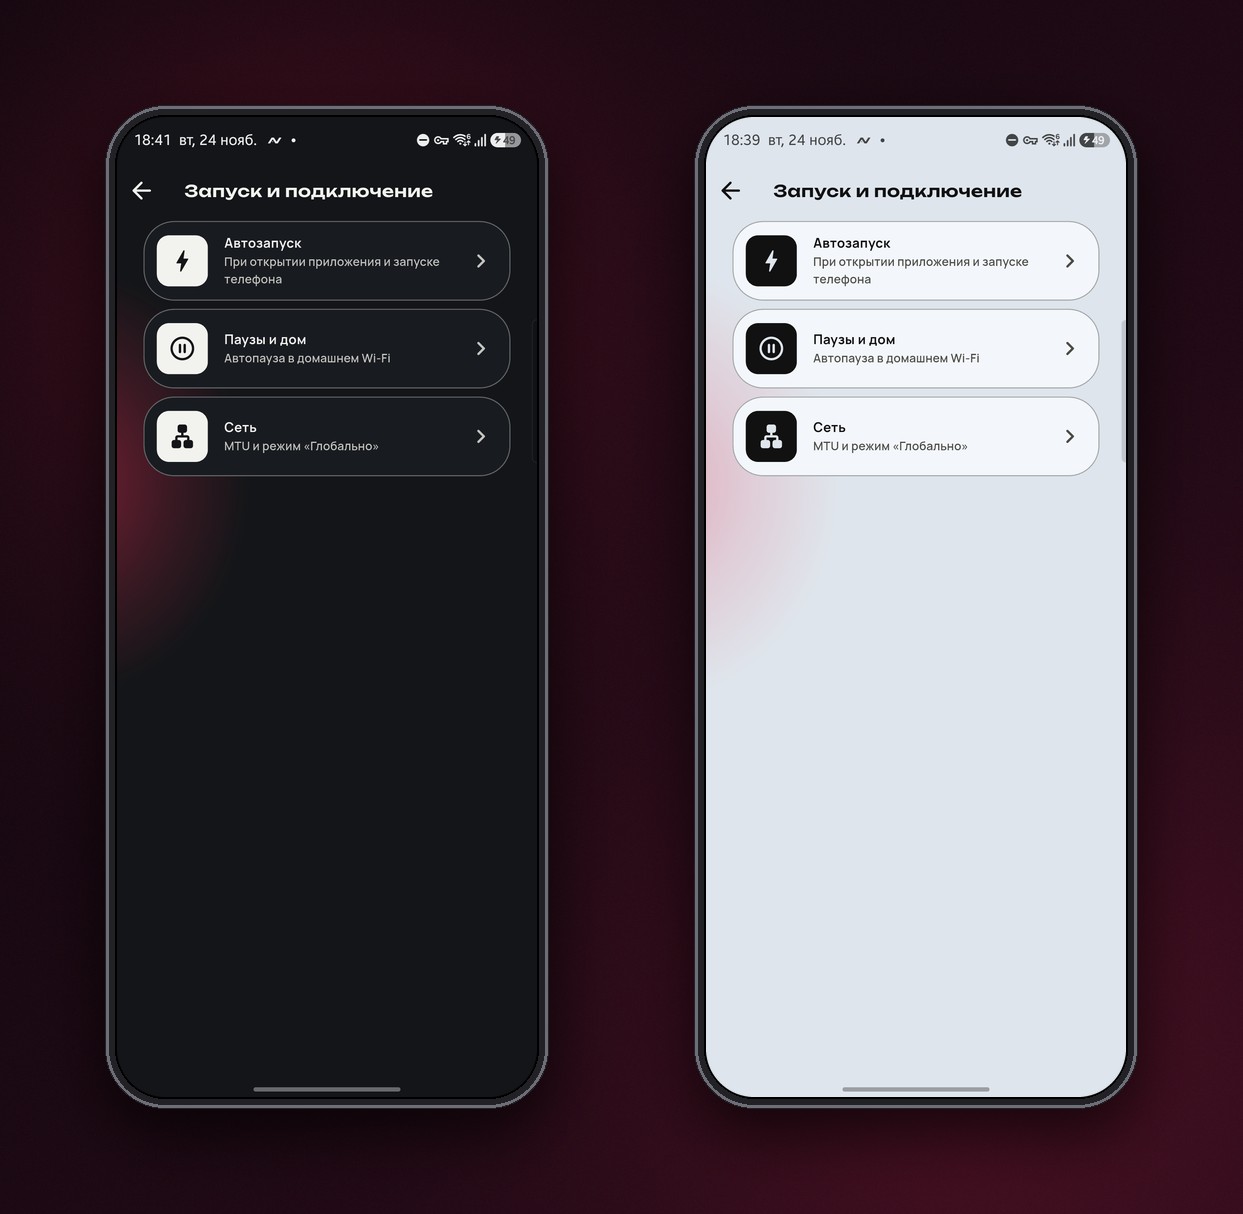 18:41 вт, 24 нояб.
49
Запуск и подключение
Автозапуск
При открытии приложения и запуске
телефона
Паузы и дом
Автопауза в домашнем Wi-Fi
Сеть
MTU и режим «Глобально»
18:39 вт, 24 нояб.
6
49
Запуск и подключение
Автозапуск
При открытии приложения и запуске
телефона
Паузы и дом
Автопауза в домашнем Wi-Fi
Сеть
MTU и режим «Глобально»